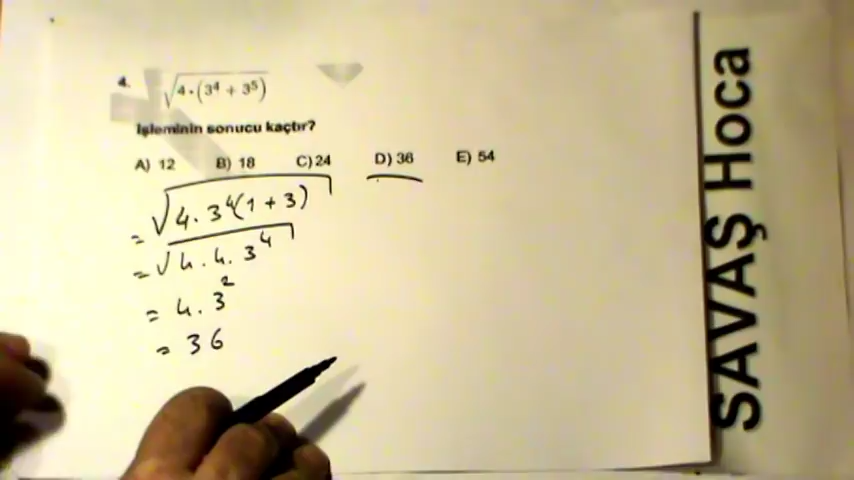 4. √4·(3⁴ + 3⁵)
işleminin sonucu kaçtır?
A) 12 B) 18 C) 24 D) 36 E) 54
= √4.3⁴(1+3)
= √4.4.3⁴
= 4.3²
= 36
SAVAŞ Hoca